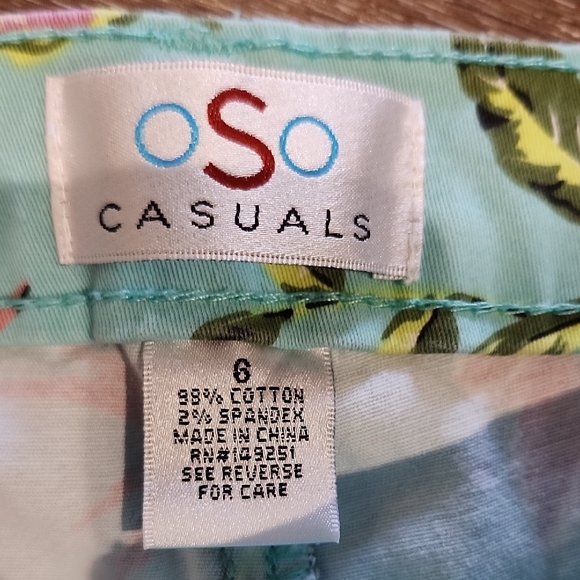 oSo
CASUALS
6
98% COTTON
2% SPANDEX
MADE IN CHINA
RN#149251
SEE REVERSE
FOR CARE